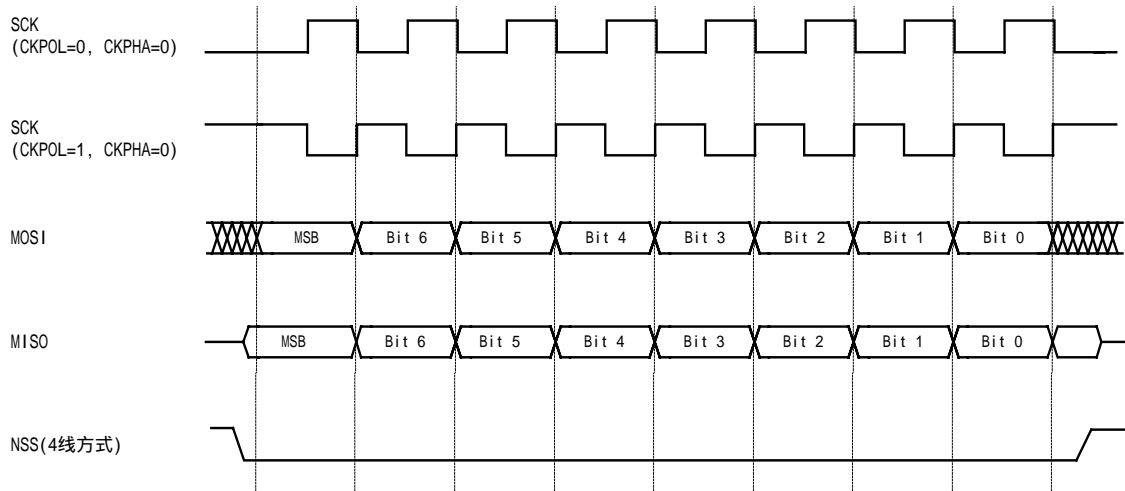 SCK
(CKPOL=0, CKPHA=0)
SCK
(CKPOL=1, CKPHA=0)
MOSI
MSB
Bit 6
Bit 5
Bit 4
Bit 3
Bit 2
Bit 1
Bit 0
MISO
MSB
Bit 6
Bit 5
Bit 4
Bit 3
Bit 2
Bit 1
Bit 0
NSS(4线方式)